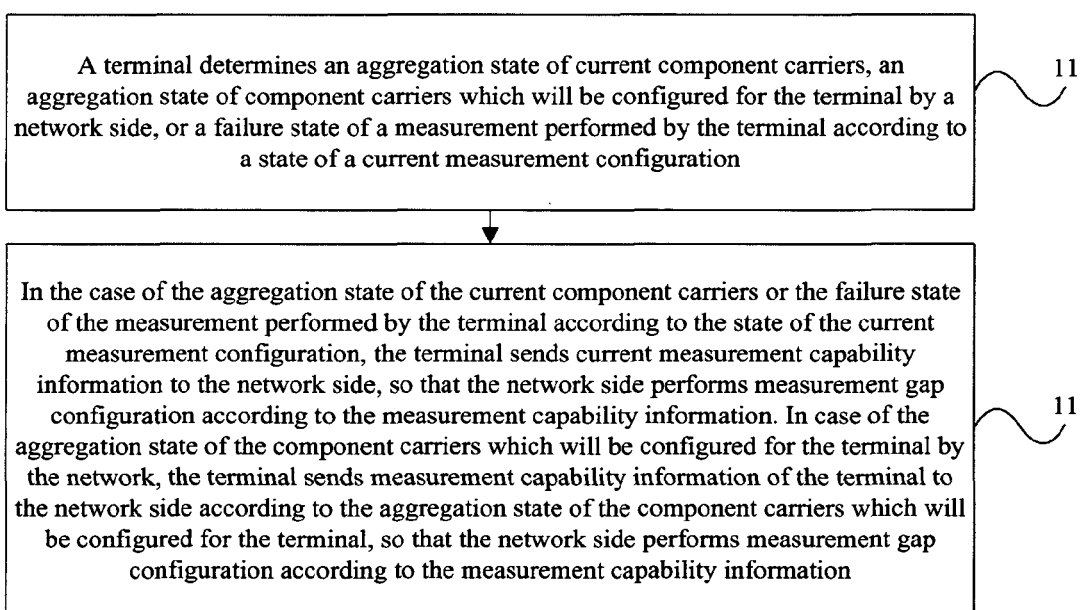 A terminal determines an aggregation state of current component carriers, an
aggregation state of component carriers which will be configured for the terminal by a
network side, or a failure state of a measurement performed by the terminal according to
a state of a current measurement configuration
11
In the case of the aggregation state of the current component carriers or the failure state
of the measurement performed by the terminal according to the state of the current
measurement configuration, the terminal sends current measurement capability
information to the network side, so that the network side performs measurement gap
configuration according to the measurement capability information. In case of the
aggregation state of the component carriers which will be configured for the terminal by
the network, the terminal sends measurement capability information of the terminal to
the network side according to the aggregation state of the component carriers which will
be configured for the terminal, so that the network side performs measurement gap
configuration according to the measurement capability information
11